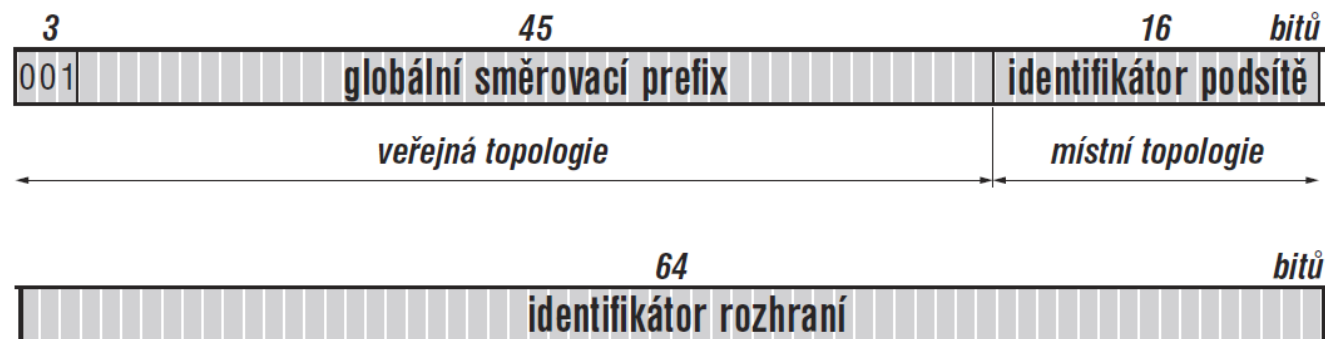 3 45 16 bitů
001 globální směrovací prefix identifikátor podsítě
veřejná topologie místní topologie
64 bitů
identifikátor rozhraní